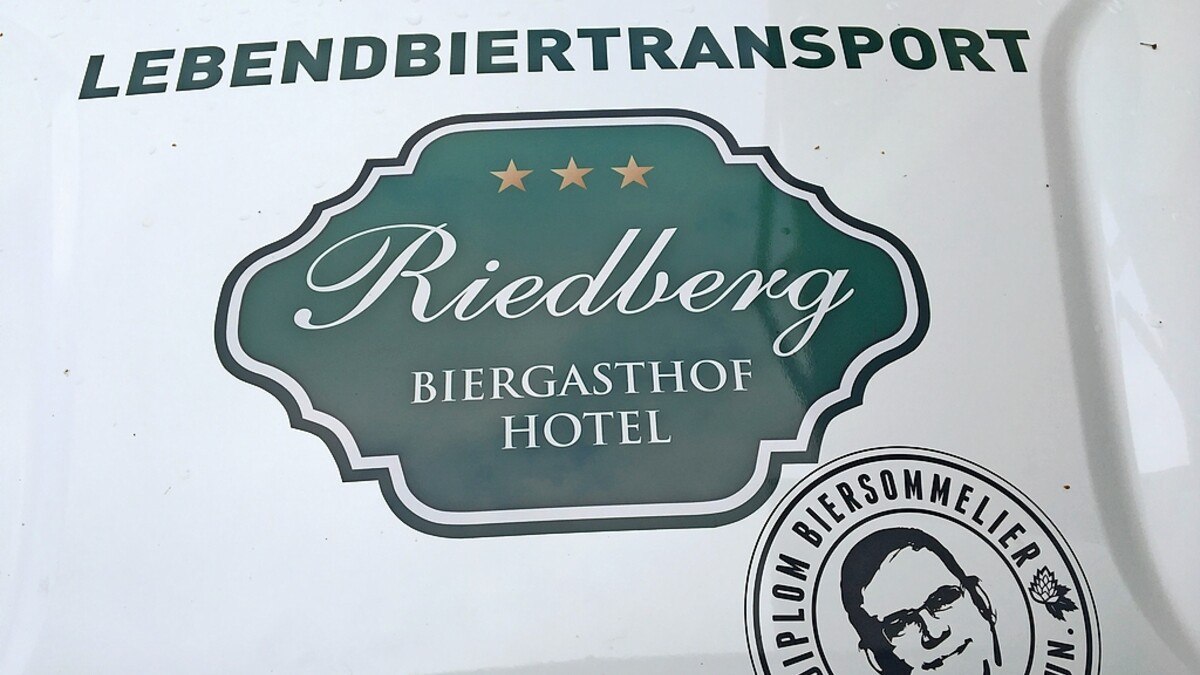 LEBENDBIERTRANSPORT
Riedberg
BIERGASTHOF
HOTEL
DIPLOM BIERSOMMELIER